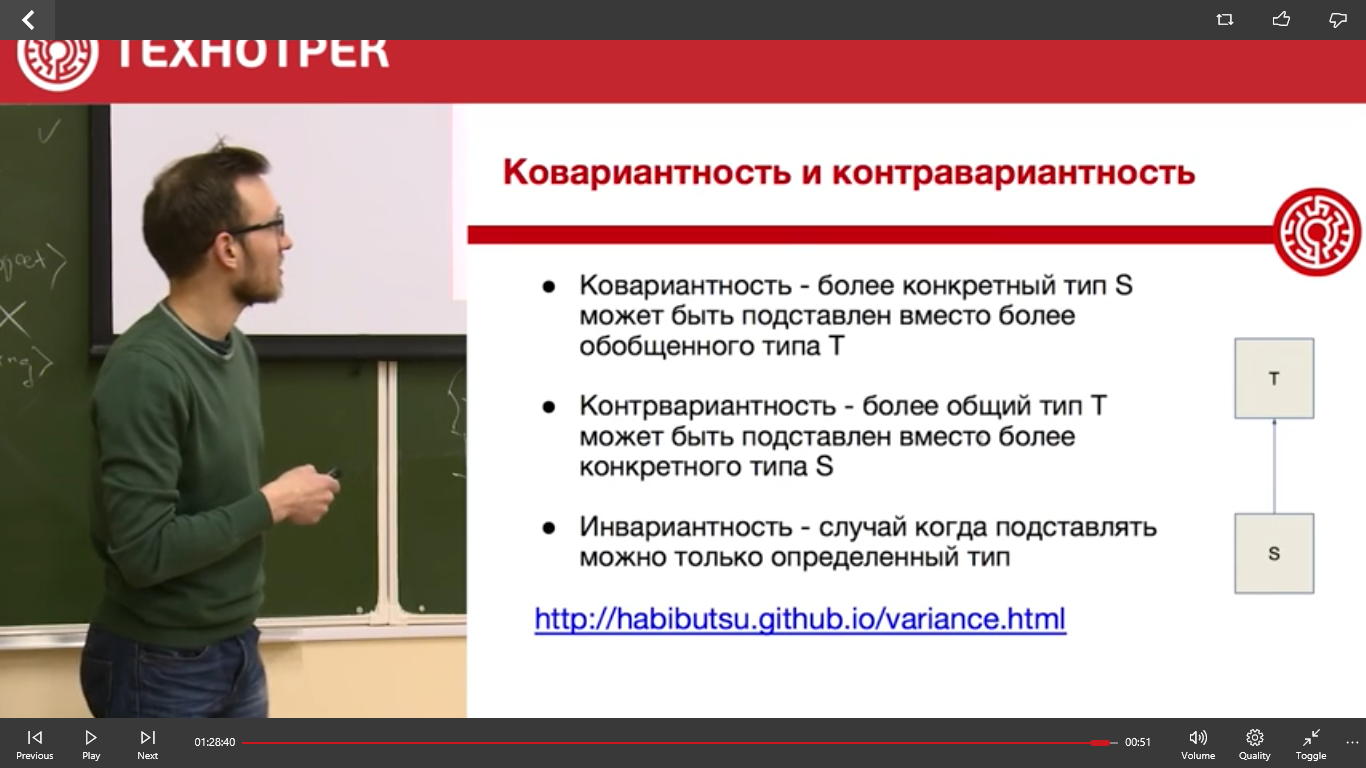 ТЕХНОТРЕК
Ковариантность и контравариантность
● Ковариантность - более конкретный тип S
может быть подставлен вместо более
обобщенного типа T
● Контрвариантность - более общий тип T
может быть подставлен вместо более
конкретного типа S
● Инвариантность - случай когда подставлять
можно только определенный тип
http://habibutsu.github.io/variance.html
T
S
Previous
Play
Next
01:28:40
00:51
Volume
Quality
Toggle